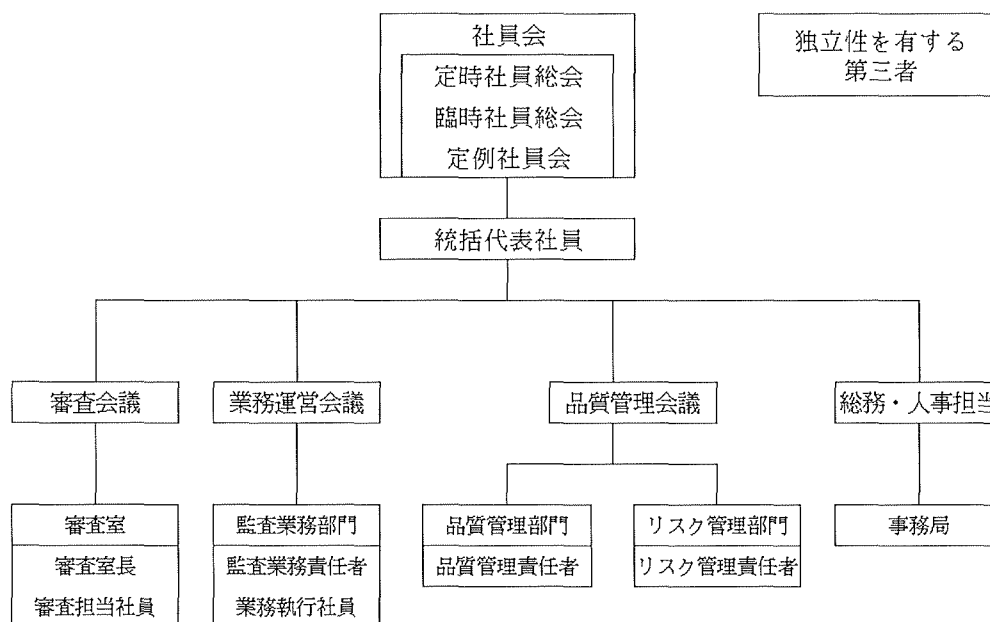 社員会
定時社員総会
臨時社員総会
定例社員会
独立性を有する
第三者
統括代表社員
審査会議
業務運営会議
品質管理会議
総務・人事担当
審査室
審査室長
審査担当社員
監査業務部門
監査業務責任者
業務執行社員
品質管理部門
品質管理責任者
リスク管理部門
リスク管理責任者
事務局